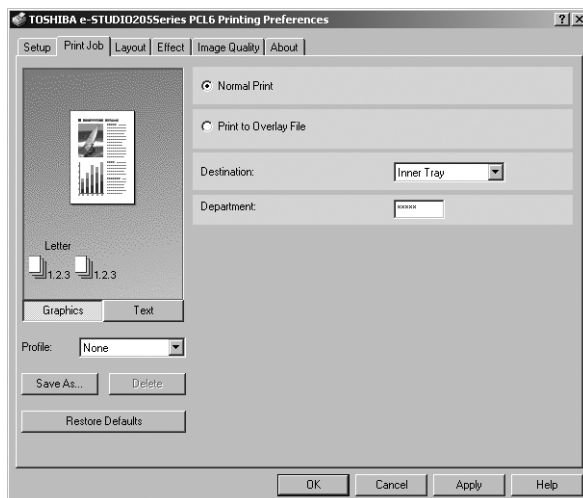 TOSHIBA e-STUDIO205Series PCL6 Printing Preferences
Setup Print Job Layout Effect Image Quality About
Normal Print
Print to Overlay File
Destination: Inner Tray
Department: *****
Letter
1.2.3 1.2.3
Graphics Text
Profile: None
Save As... Delete
Restore Defaults
OK Cancel Apply Help